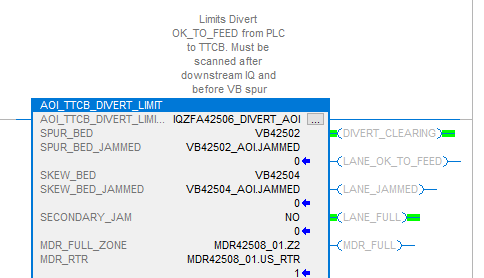 Limits Divert
OK_TO_FEED from PLC
to TTCB. Must be
scanned after
downstream IQ and
before VB spur
AOI_TTCB_DIVERT_LIMIT
AOI_TTCB_DIVERT_LIMI... IQZFA42506_DIVERT_AOI ...
SPUR_BED VB42502 DIVERT_CLEARING
SPUR_BED_JAMMED VB42502_AOI.JAMMED
0 LANE_OK_TO_FEED
SKEW_BED VB42504
SKEW_BED_JAMMED VB42504_AOI.JAMMED LANE_JAMMED
0
SECONDARY_JAM NO LANE_FULL
0
MDR_FULL_ZONE MDR42508_01.Z2 MDR_FULL
MDR_RTR MDR42508_01.US_RTR
1